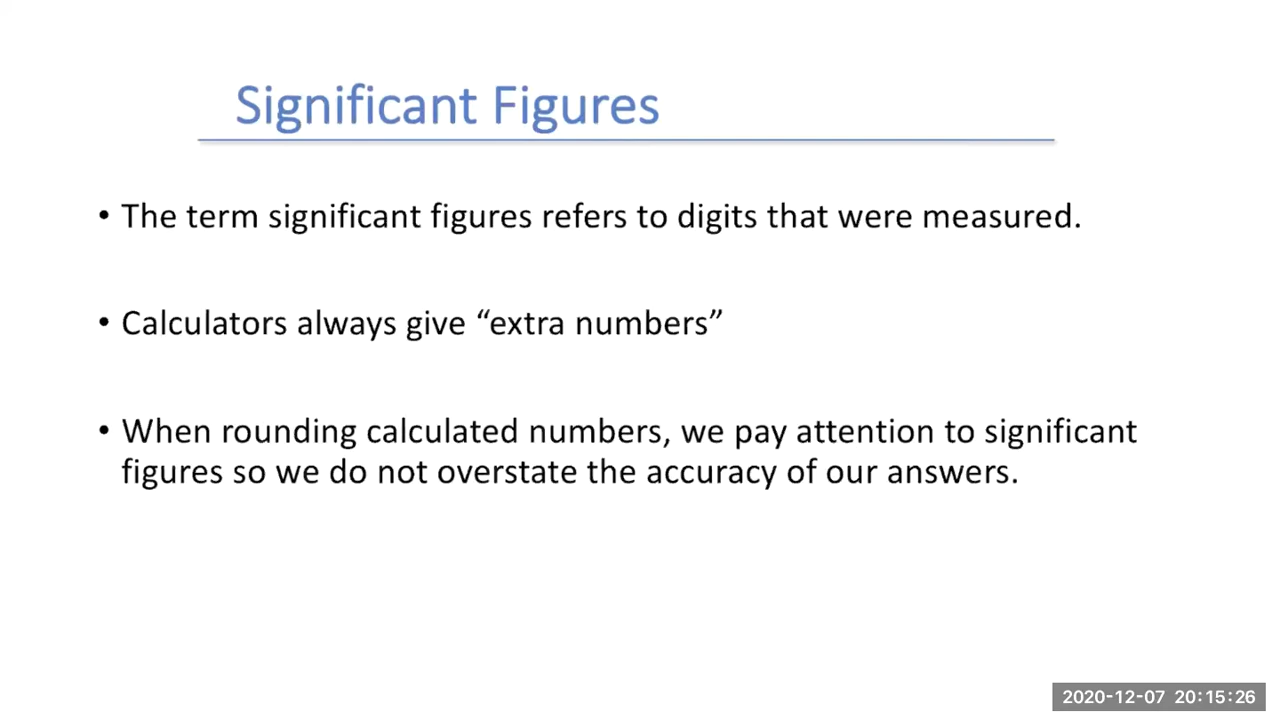 Significant Figures
• The term significant figures refers to digits that were measured.
• Calculators always give “extra numbers”
• When rounding calculated numbers, we pay attention to significant
figures so we do not overstate the accuracy of our answers.
2020-12-07 20:15:26